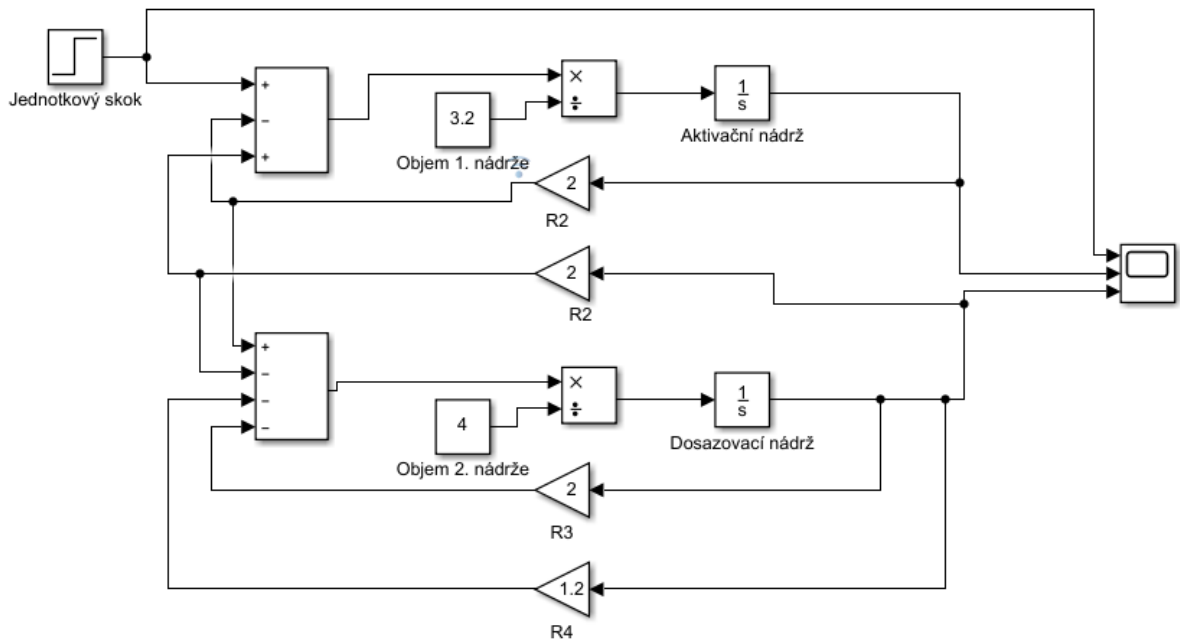 Jednotkový skok
+
−
+
3.2
Objem 1. nádrže
×
÷
1
s
Aktivační nádrž
2
R2
2
R2
+
−
−
−
4
Objem 2. nádrže
×
÷
1
s
Dosazovací nádrž
2
R3
1.2
R4